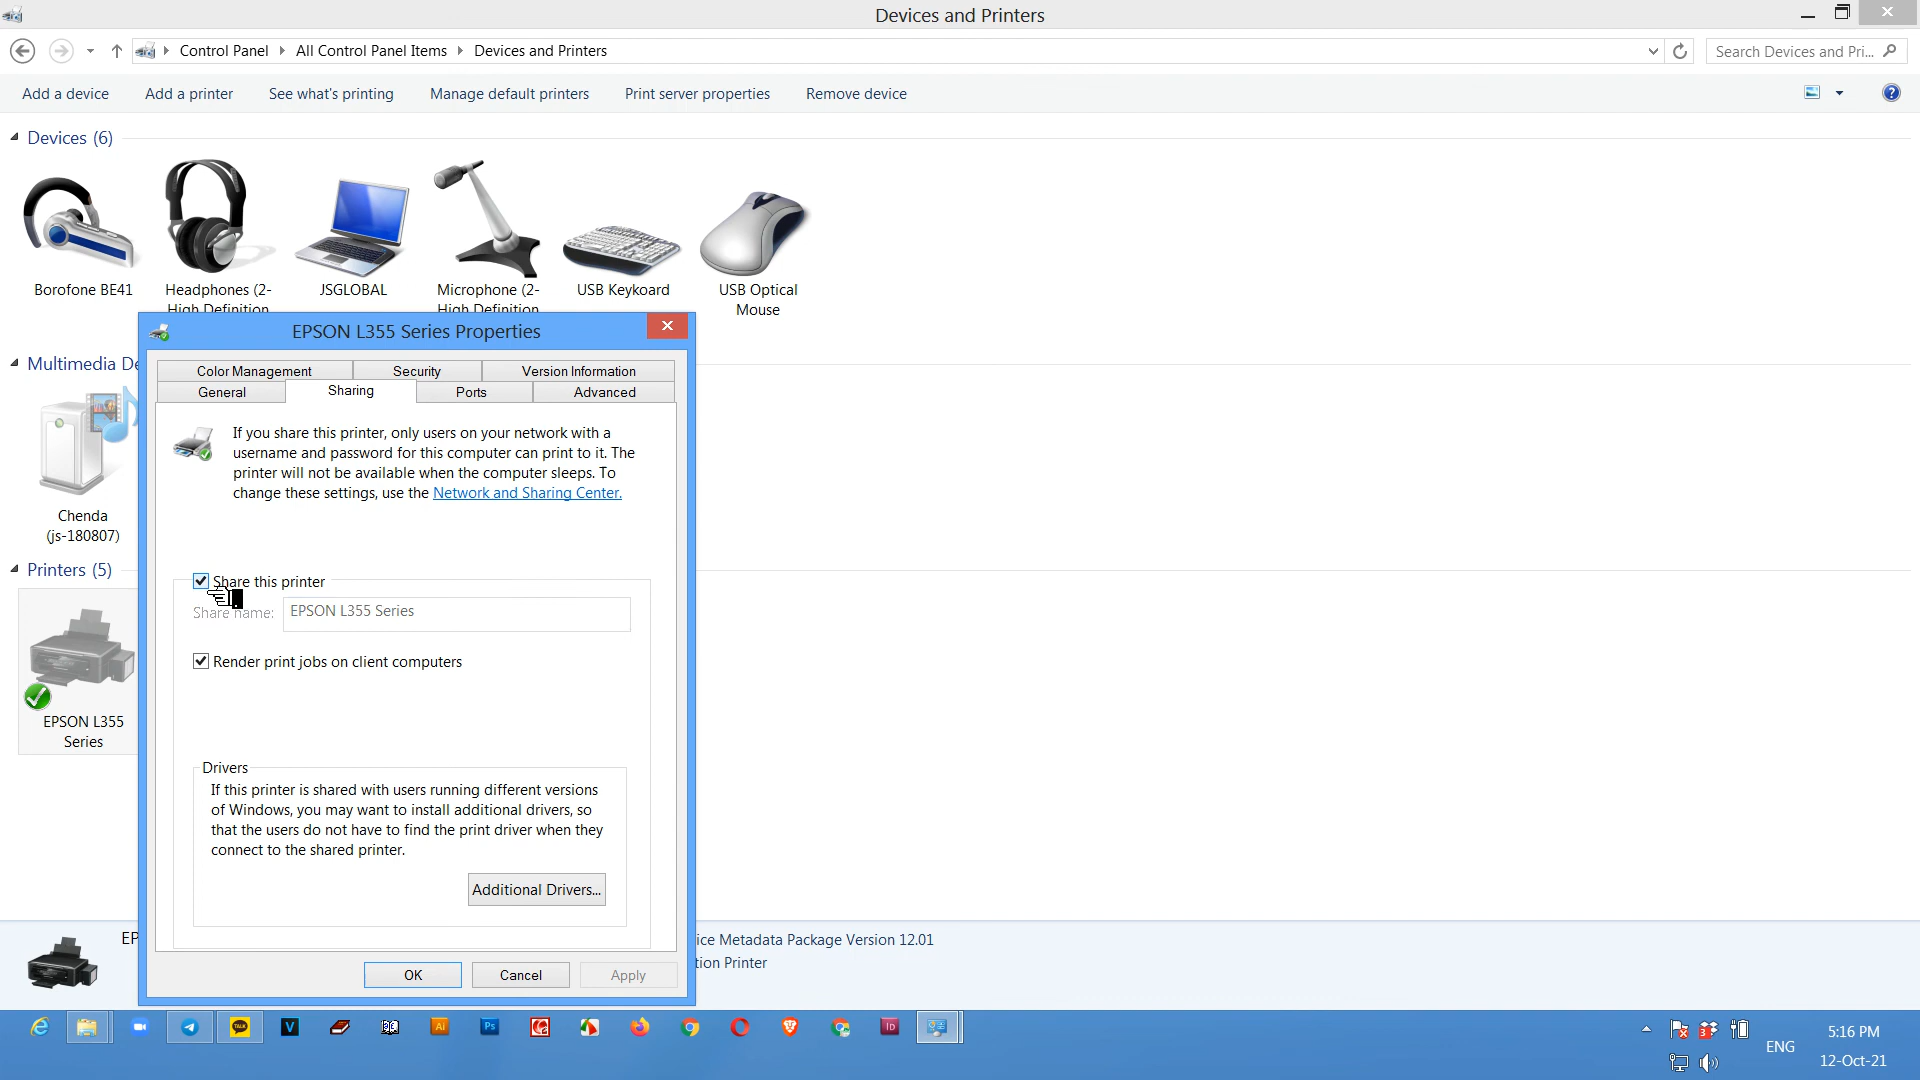 Devices and Printers
Control Panel
All Control Panel Items
Devices and Printers
Search Devices and Pri...
Add a device
Add a printer
See what's printing
Manage default printers
Print server properties
Remove device
Devices (6)
Borofone BE41
Headphones (2-
High Definition
JSGLOBAL
Microphone (2-
High Definition
USB Keykoard
USB Optical
Mouse
Multimedia De
Chenda
(js-180807)
Printers (5)
EPSON L355
Series
EPSON L355 Series Properties
Color Management
Security
Version Information
General
Sharing
Ports
Advanced
If you share this printer, only users on your network with a
username and password for this computer can print to it. The
printer will not be available when the computer sleeps. To
change these settings, use the Network and Sharing Center.
Share this printer
Share name:
EPSON L355 Series
Render print jobs on client computers
Drivers
If this printer is shared with users running different versions
of Windows, you may want to install additional drivers, so
that the users do not have to find the print driver when they
connect to the shared printer.
Additional Drivers...
OK
Cancel
Apply
EP
ice Metadata Package Version 12.01
tion Printer
TALK
V
Ai
Ps
Id
3
ENG
5:16 PM
12-Oct-21